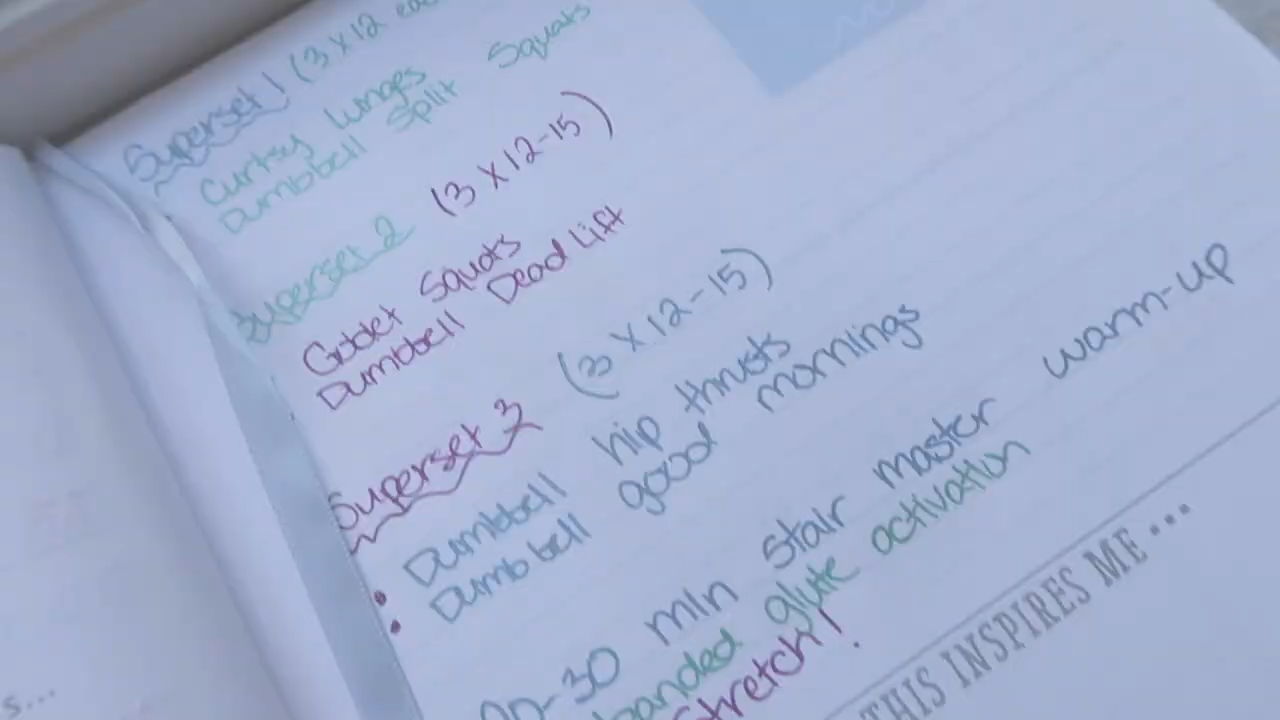 Superset 1 (3 x 12
Curtsy lunges
Dumbbell Split Squats
Superset 2 (3 x 12-15)
Goblet Squats
Dumbbell Dead Lift
Superset 3 (3 x 12-15)
• Dumbbell hip thrusts
• Dumbbell good mornings
-30 min stair master warm-up
banded glute activation
stretch!
THIS INSPIRES ME...
s...